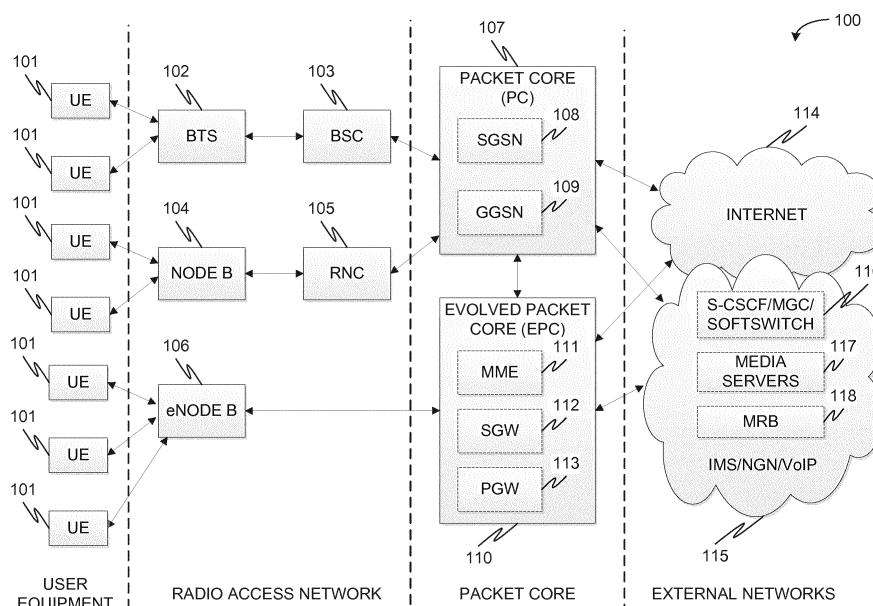 100
107
101
UE
102
BTS
103
BSC
PACKET CORE
(PC)
108
SGSN
109
GGSN
114
INTERNET
101
UE
101
UE
104
NODE B
105
RNC
101
UE
EVOLVED PACKET
CORE (EPC)
111
MME
112
SGW
113
PGW
110
S-CSCF/MGC/
SOFTSWITCH
117
MEDIA
SERVERS
118
MRB
IMS/NGN/VoIP
115
101
UE
106
eNODE B
101
UE
101
UE
USER
EQUIPMENT
RADIO ACCESS NETWORK
PACKET CORE
EXTERNAL NETWORKS